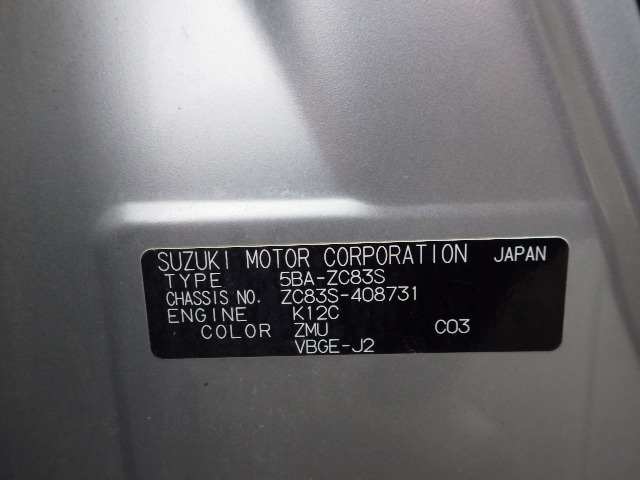 SUZUKI MOTOR CORPORATION JAPAN
TYPE 5BA-ZC83S
CHASSIS NO. ZC83S-408731
ENGINE K12C
COLOR ZMU C03
VBGE-J2